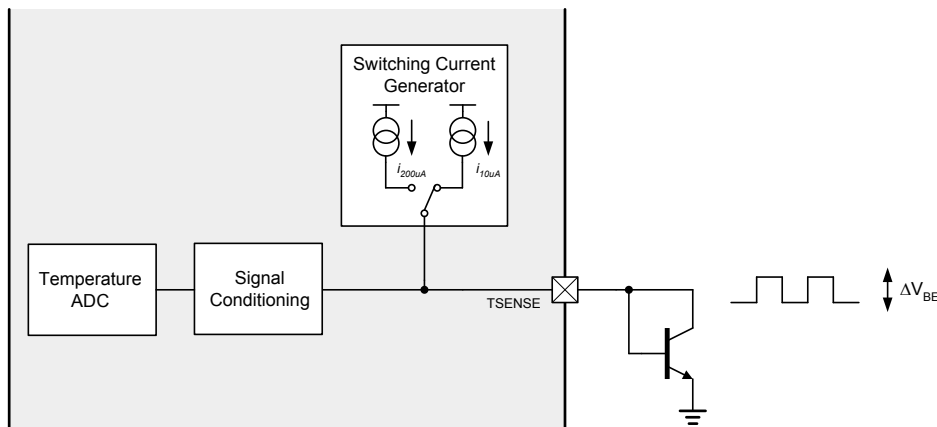 Switching Current
Generator
i200uA
i10uA
Temperature
ADC
Signal
Conditioning
TSENSE
ΔVBE